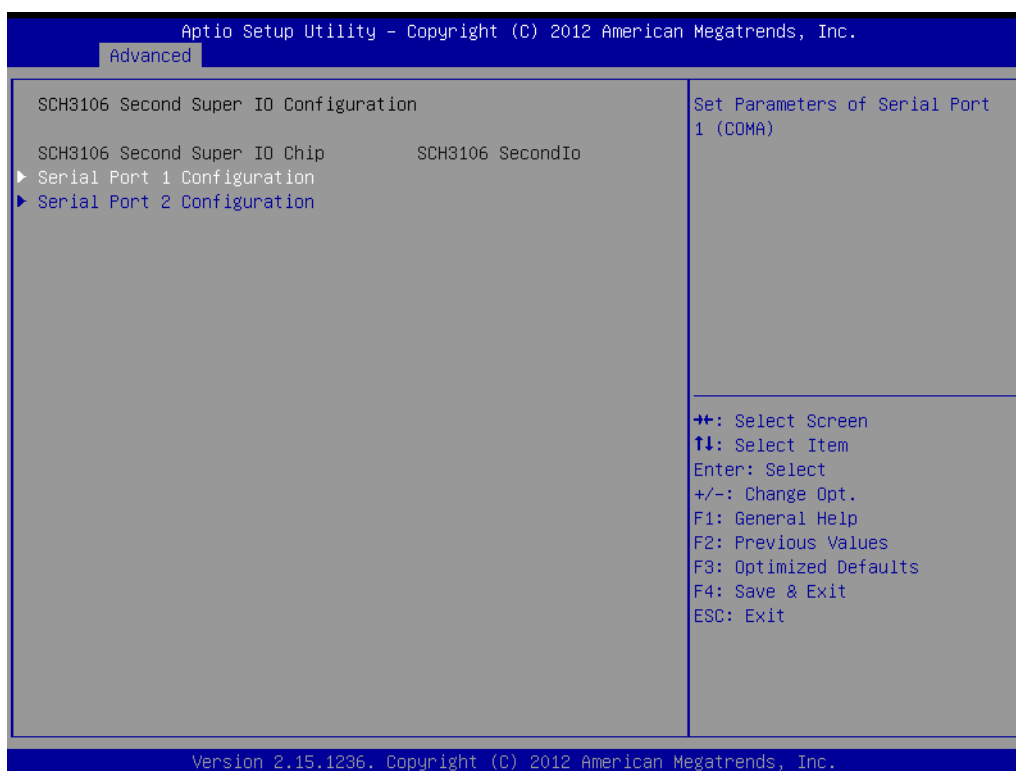 Aptio Setup Utility – Copyright (C) 2012 American Megatrends, Inc.
Advanced
SCH3106 Second Super IO Configuration
SCH3106 Second Super IO Chip SCH3106 SecondIo
▶ Serial Port 1 Configuration
▶ Serial Port 2 Configuration
Set Parameters of Serial Port
1 (COMA)
→←: Select Screen
↑↓: Select Item
Enter: Select
+/-: Change Opt.
F1: General Help
F2: Previous Values
F3: Optimized Defaults
F4: Save & Exit
ESC: Exit
Version 2.15.1236. Copyright (C) 2012 American Megatrends, Inc.